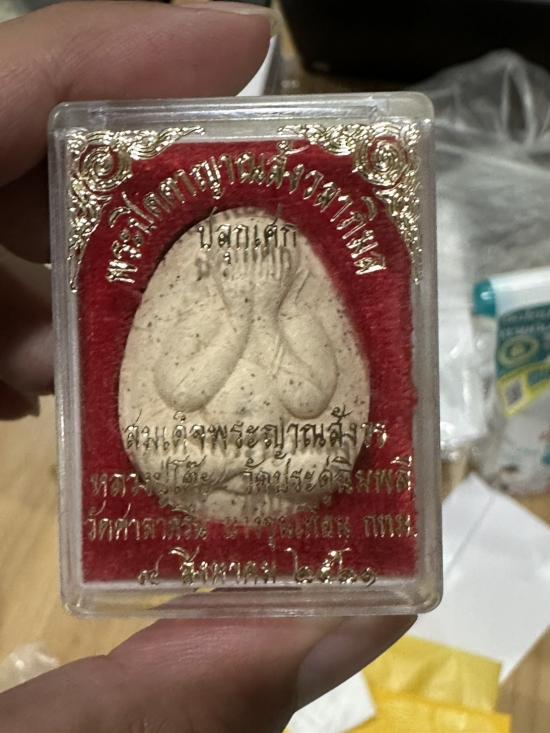 พระปิดตาญาณสังวราภิมล
ปลุกเศก
สมเด็จพระญาณสังวร
หลวงปู่โต๊ะ วัดประดู่ฉิมพลี
วัดศาลาครืน บางขุนเทียน กทม.
๙ สิงหาคม ๒๕๒๑